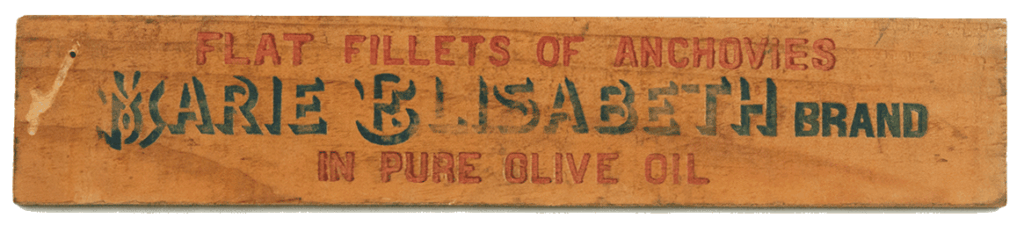 FLAT FILLETS OF ANCHOVIES
MARIE ELISABETH BRAND
IN PURE OLIVE OIL